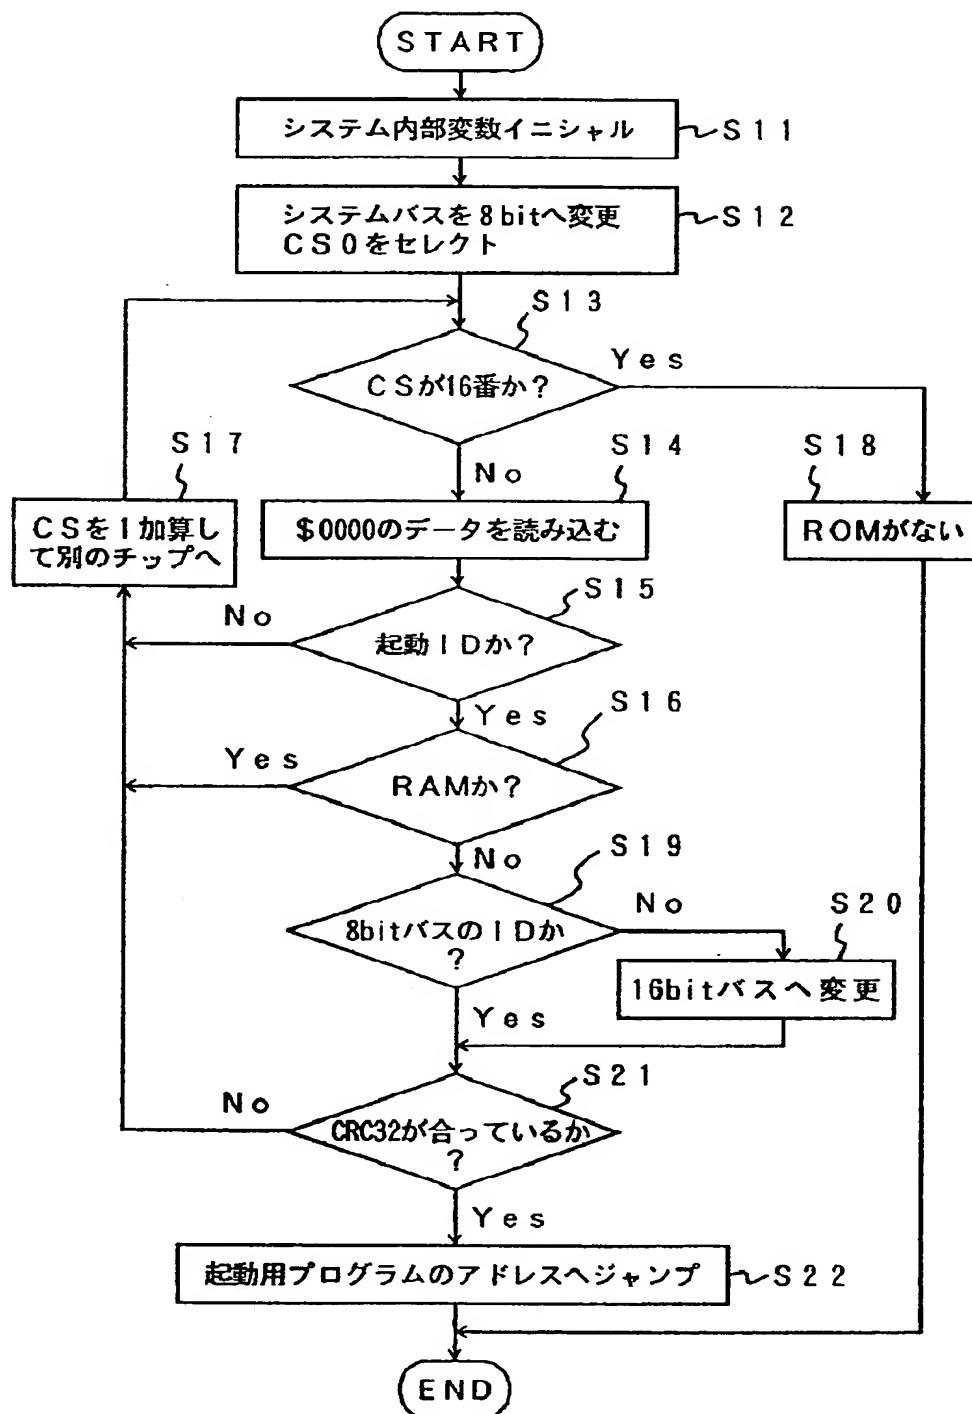 START
システム内部変数イニシャル
S11
システムバスを8bitへ変更
CS0をセレクト
S12
S13
CSが16番か?
Yes
No
S17
CSを1加算し
て別のチップへ
S14
$0000のデータを読み込む
S18
ROMがない
S15
起動IDか?
No
Yes
S16
RAMか?
Yes
No
S19
8bitバスのIDか
?
No
Yes
S20
16bitバスへ変更
S21
CRC32が合っているか
?
No
Yes
起動用プログラムのアドレスへジャンプ
S22
END